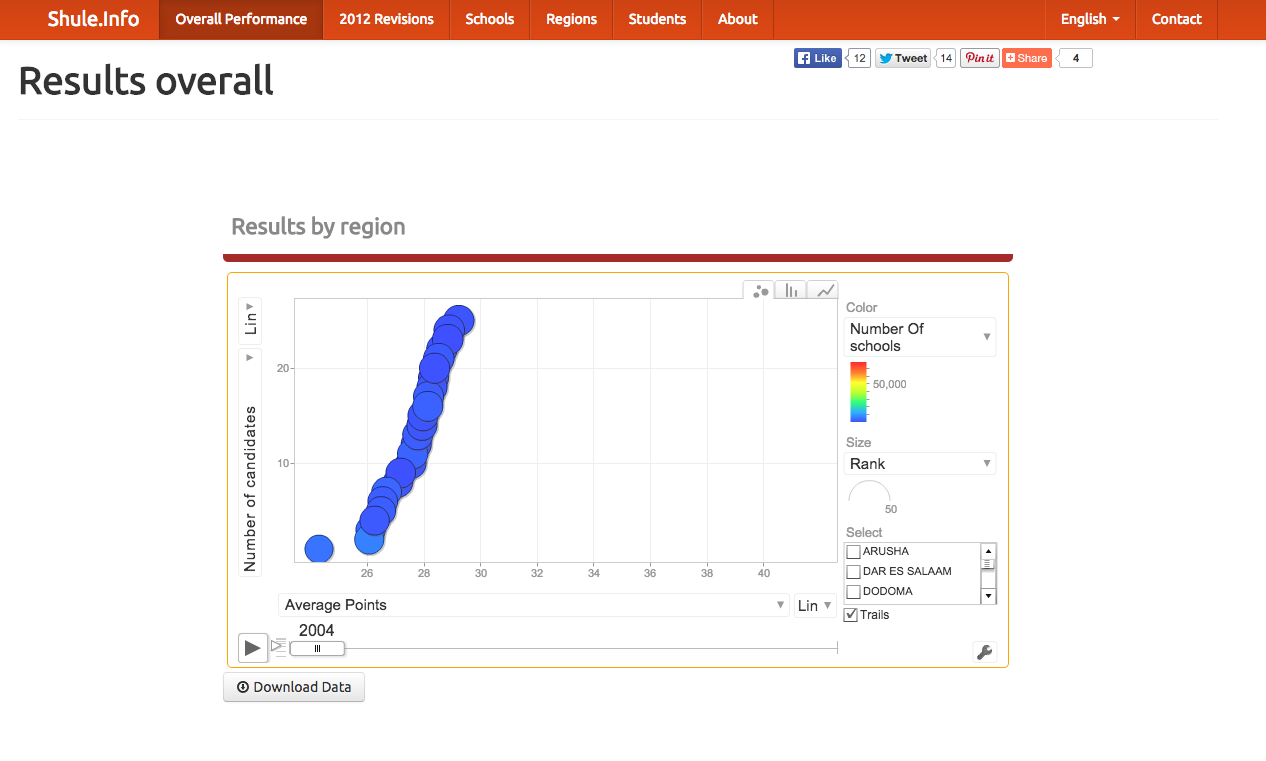 Shule.Info Overall Performance 2012 Revisions Schools Regions Students About English Contact
Like 12 Tweet 14 Pinit Share 4
Results overall
Results by region
Lin
Number of candidates
20
10
26 28 30 32 34 36 38 40
Average Points Lin
2004
Color
Number Of
schools
50,000
Size
Rank
50
Select
ARUSHA
DAR ES SALAAM
DODOMA
Trails
Download Data